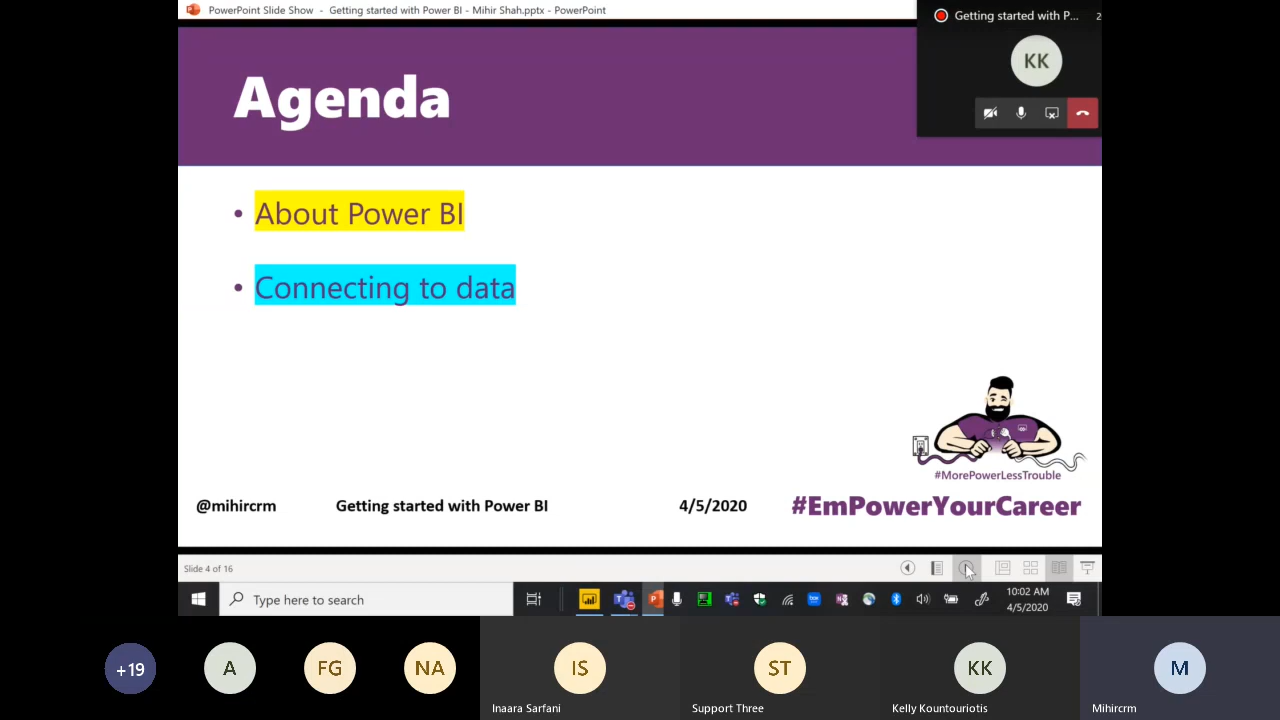 PowerPoint Slide Show - Getting started with Power BI - Mihir Shah.pptx - PowerPoint
Getting started with P...
KK
Agenda
• About Power BI
• Connecting to data
#MorePowerLessTrouble
@mihircrm
Getting started with Power BI
4/5/2020
#EmPowerYourCareer
Slide 4 of 16
Type here to search
10:02 AM
4/5/2020
+19
A
FG
NA
IS
ST
KK
M
Inaara Sarfani
Support Three
Kelly Kountouriotis
Mihircrm